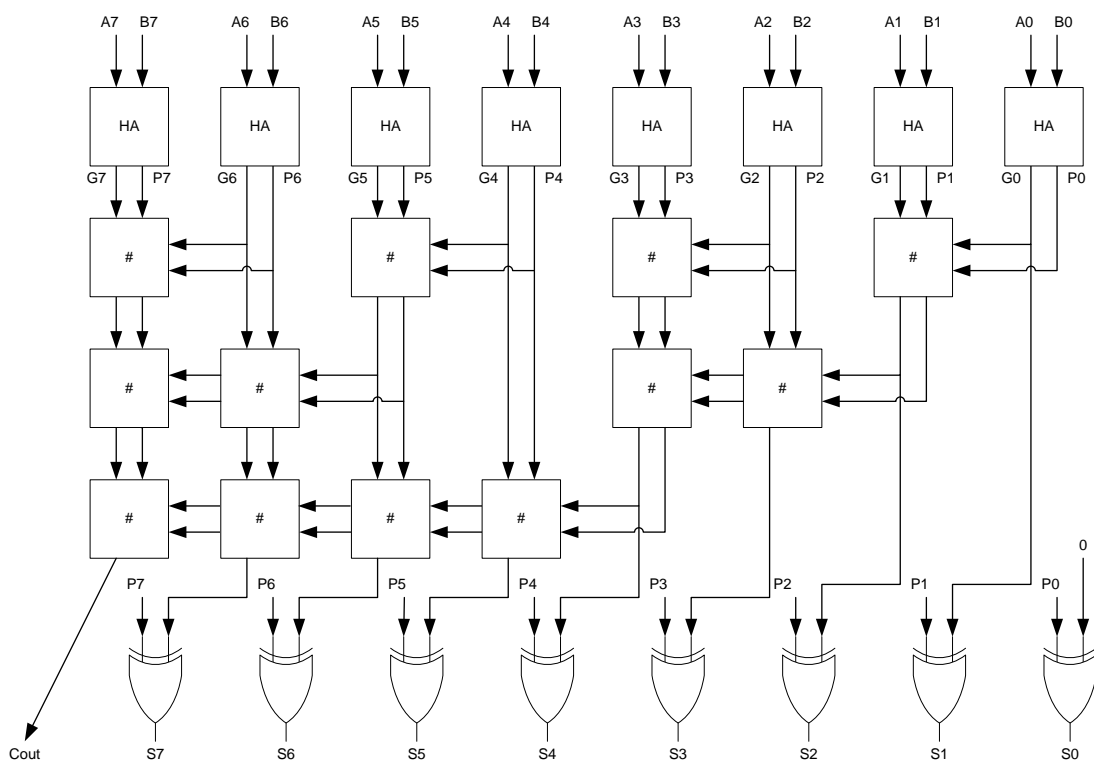 A7 B7 A6 B6 A5 B5 A4 B4 A3 B3 A2 B2 A1 B1 A0 B0
HA HA HA HA HA HA HA HA
G7 P7 G6 P6 G5 P5 G4 P4 G3 P3 G2 P2 G1 P1 G0 P0
# # # #
# # # #
# # # #
0
P7 P6 P5 P4 P3 P2 P1 P0
Cout S7 S6 S5 S4 S3 S2 S1 S0